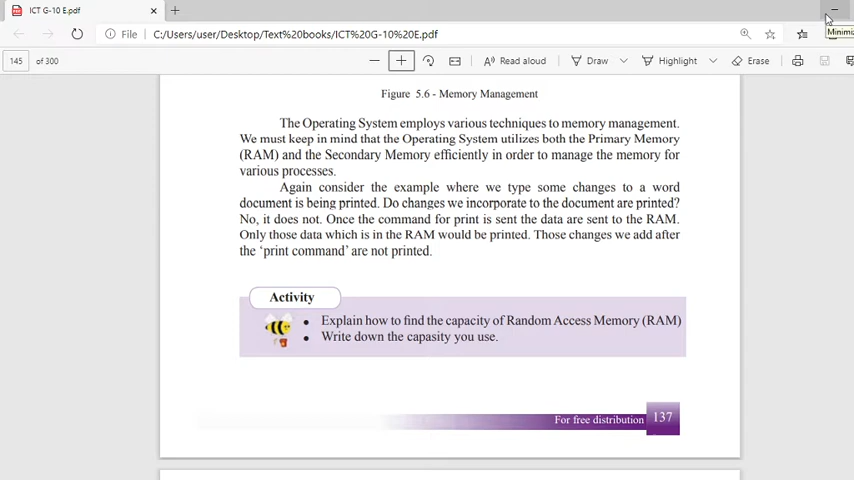 ICT G-10 E.pdf
File C:/Users/user/Desktop/Text%20books/ICT%20G-10%20E.pdf
Minimiz
145 of 300 Read aloud Draw Highlight Erase
Figure 5.6 - Memory Management
The Operating System employs various techniques to memory management.
We must keep in mind that the Operating System utilizes both the Primary Memory
(RAM) and the Secondary Memory efficiently in order to manage the memory for
various processes.
Again consider the example where we type some changes to a word
document is being printed. Do changes we incorporate to the document are printed?
No, it does not. Once the command for print is sent the data are sent to the RAM.
Only those data which is in the RAM would be printed. Those changes we add after
the ‘print command’ are not printed.
Activity
• Explain how to find the capacity of Random Access Memory (RAM)
• Write down the capasity you use.
For free distribution 137